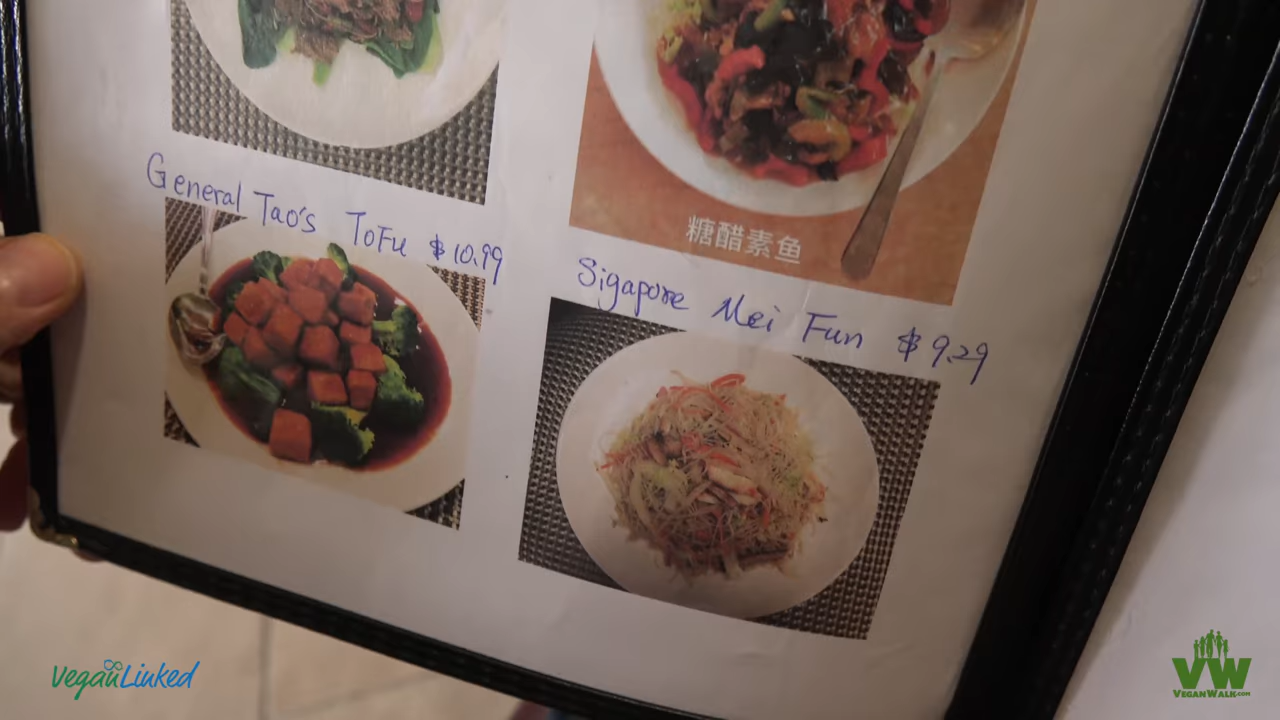 General Tao's ToFu $10.99
糖醋素鱼
Sigapore Mei Fun $9.29
VeganLinked
VW
VEGANWALK.COM